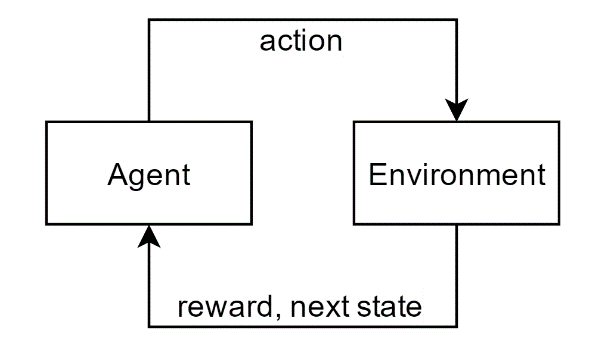 action
Agent
Environment
reward, next state